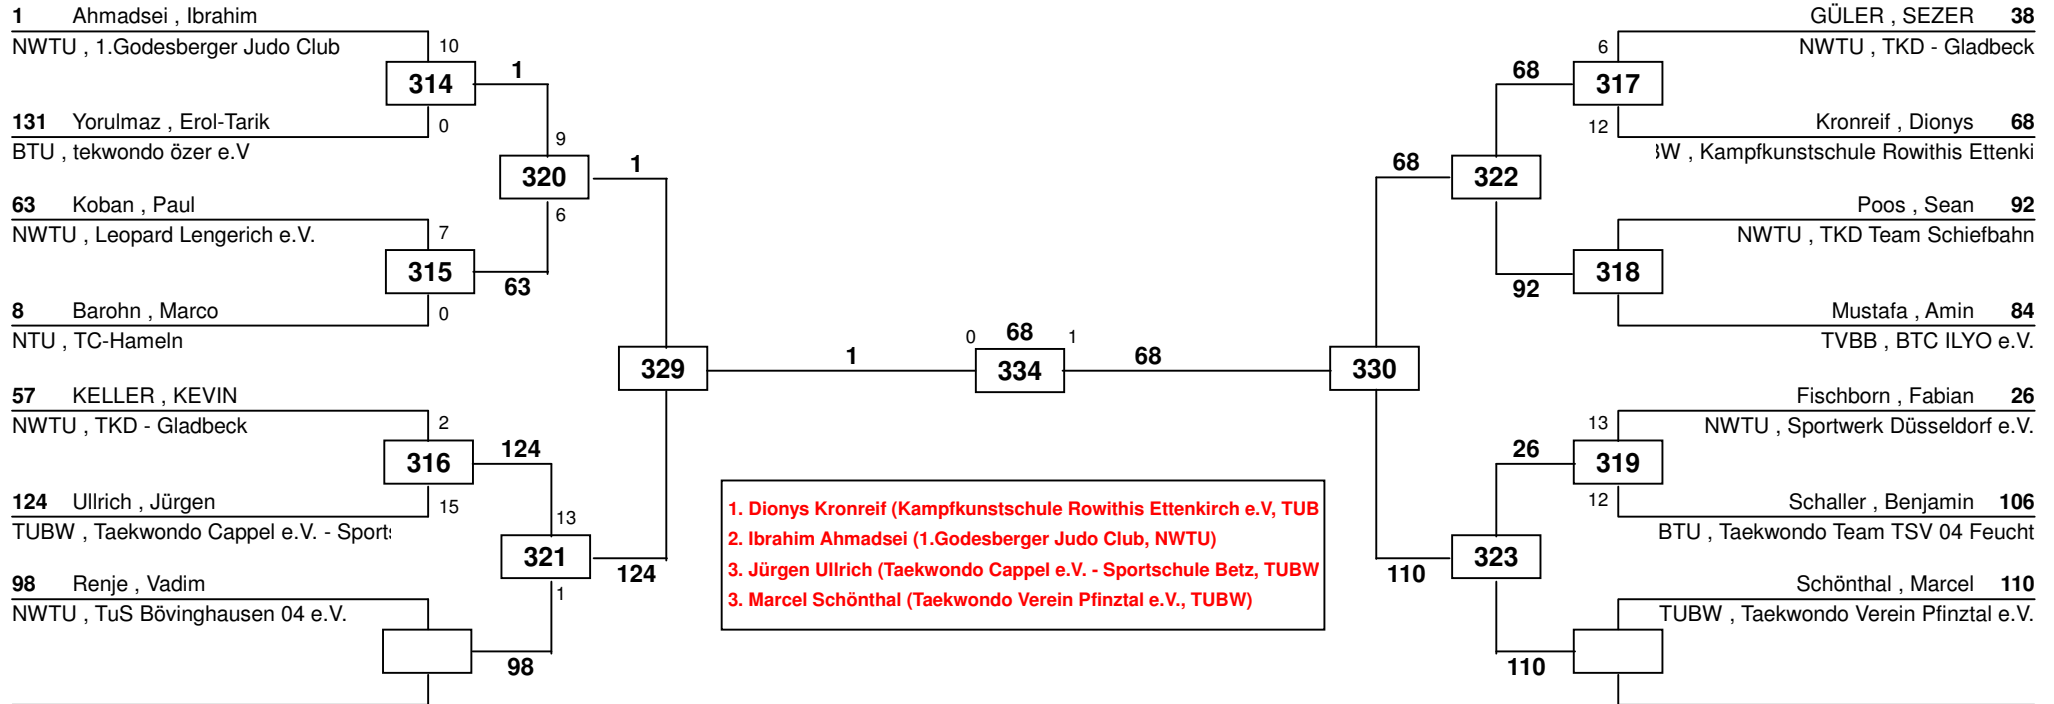 1 Ahmadsei , Ibrahim
NWTU , 1.Godesberger Judo Club
10
314
1
131 Yorulmaz , Erol-Tarik
0
BTU , tekwondo özer e.V
9
320
1
63 Koban , Paul
6
NWTU , Leopard Lengerich e.V.
7
315
63
8 Barohn , Marco
0
NTU , TC-Hameln
329
1
57 KELLER , KEVIN
NWTU , TKD - Gladbeck
2
316
124
124 Ullrich , Jürgen
15
TUBW , Taekwondo Cappel e.V. - Sports
13
321
124
98 Renje , Vadim
1
NWTU , TuS Bövinghausen 04 e.V.
98
0 68 1
334
68
1. Dionys Kronreif (Kampfkunstschule Rowithis Ettenkirch e.V, TUB
2. Ibrahim Ahmadsei (1.Godesberger Judo Club, NWTU)
3. Jürgen Ullrich (Taekwondo Cappel e.V. - Sportschule Betz, TUBW
3. Marcel Schönthal (Taekwondo Verein Pfinztal e.V., TUBW)
GÜLER , SEZER 38
6
NWTU , TKD - Gladbeck
68
317
Kronreif , Dionys 68
12
BW , Kampfkunstschule Rowithis Ettenki
68
322
Poos , Sean 92
NWTU , TKD Team Schiefbahn
318
92
Mustafa , Amin 84
TVBB , BTC ILYO e.V.
330
Fischborn , Fabian 26
13
NWTU , Sportwerk Düsseldorf e.V.
26
319
Schaller , Benjamin 106
12
BTU , Taekwondo Team TSV 04 Feucht
323
110
Schönthal , Marcel 110
TUBW , Taekwondo Verein Pfinztal e.V.
110